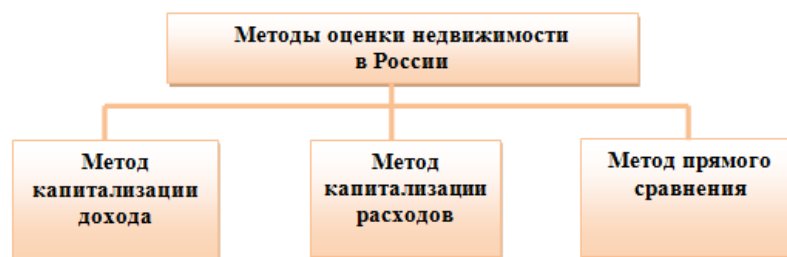 Методы оценки недвижимости
в России
Метод
капитализации
дохода
Метод
капитализации
расходов
Метод прямого
сравнения